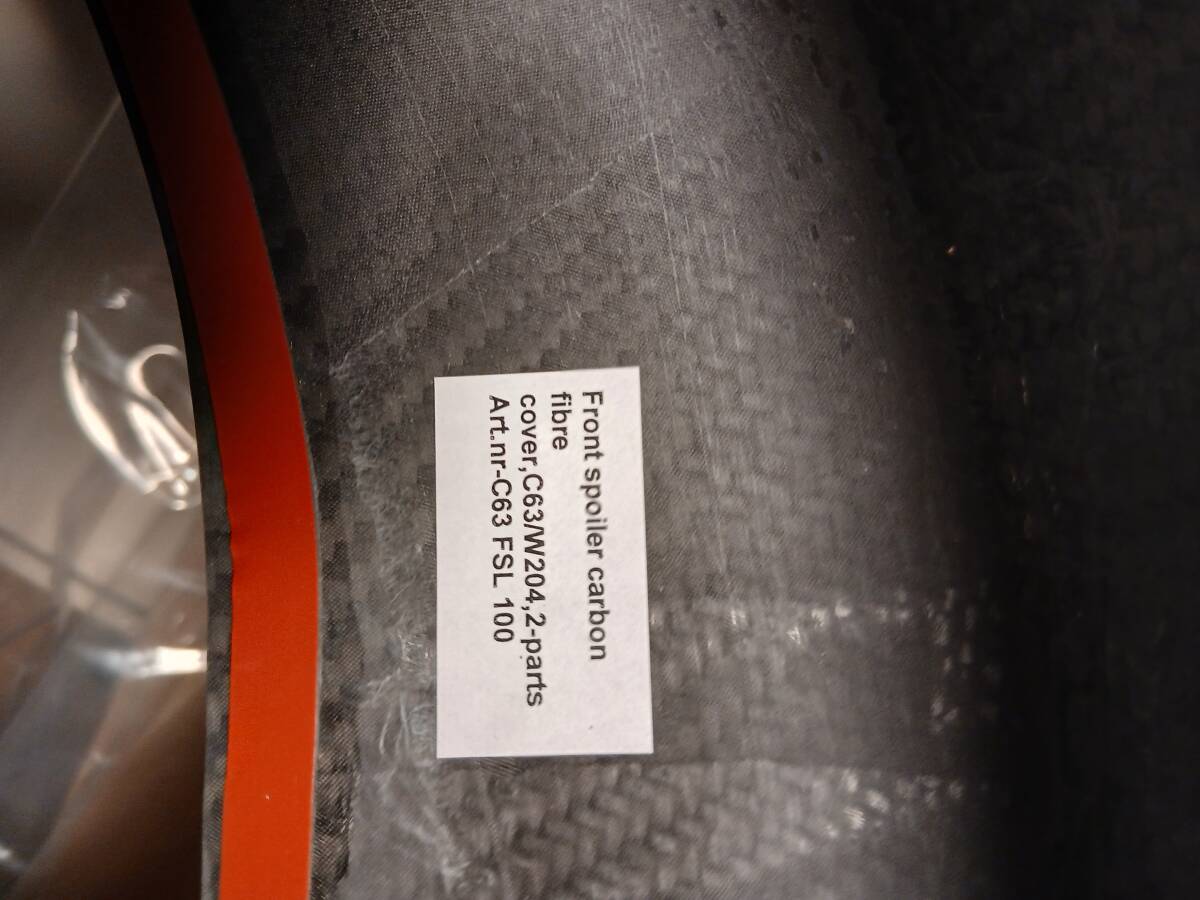 Front spoiler carbon
fibre
cover,C63/W204,2-parts
Art.nr-C63 FSL 100